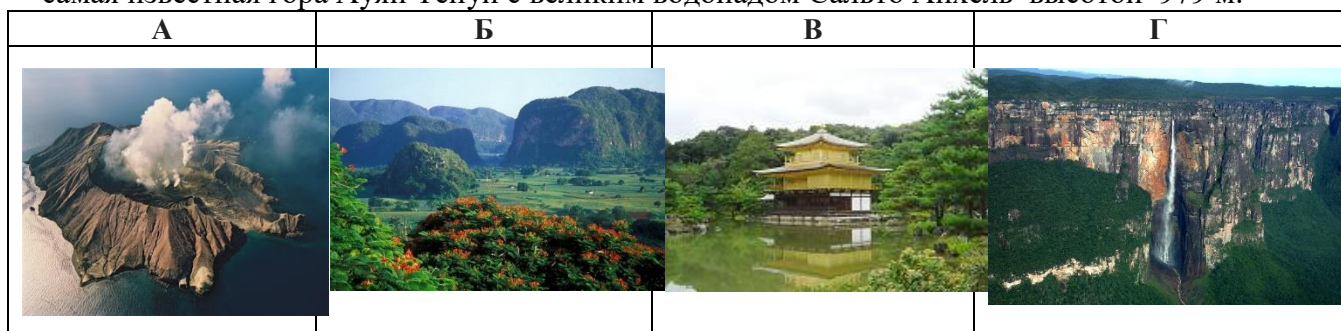 самая известная гора Ауян Тепуи с великим водопадом Сальто Анхель высотой 979 м.
А Б В Г